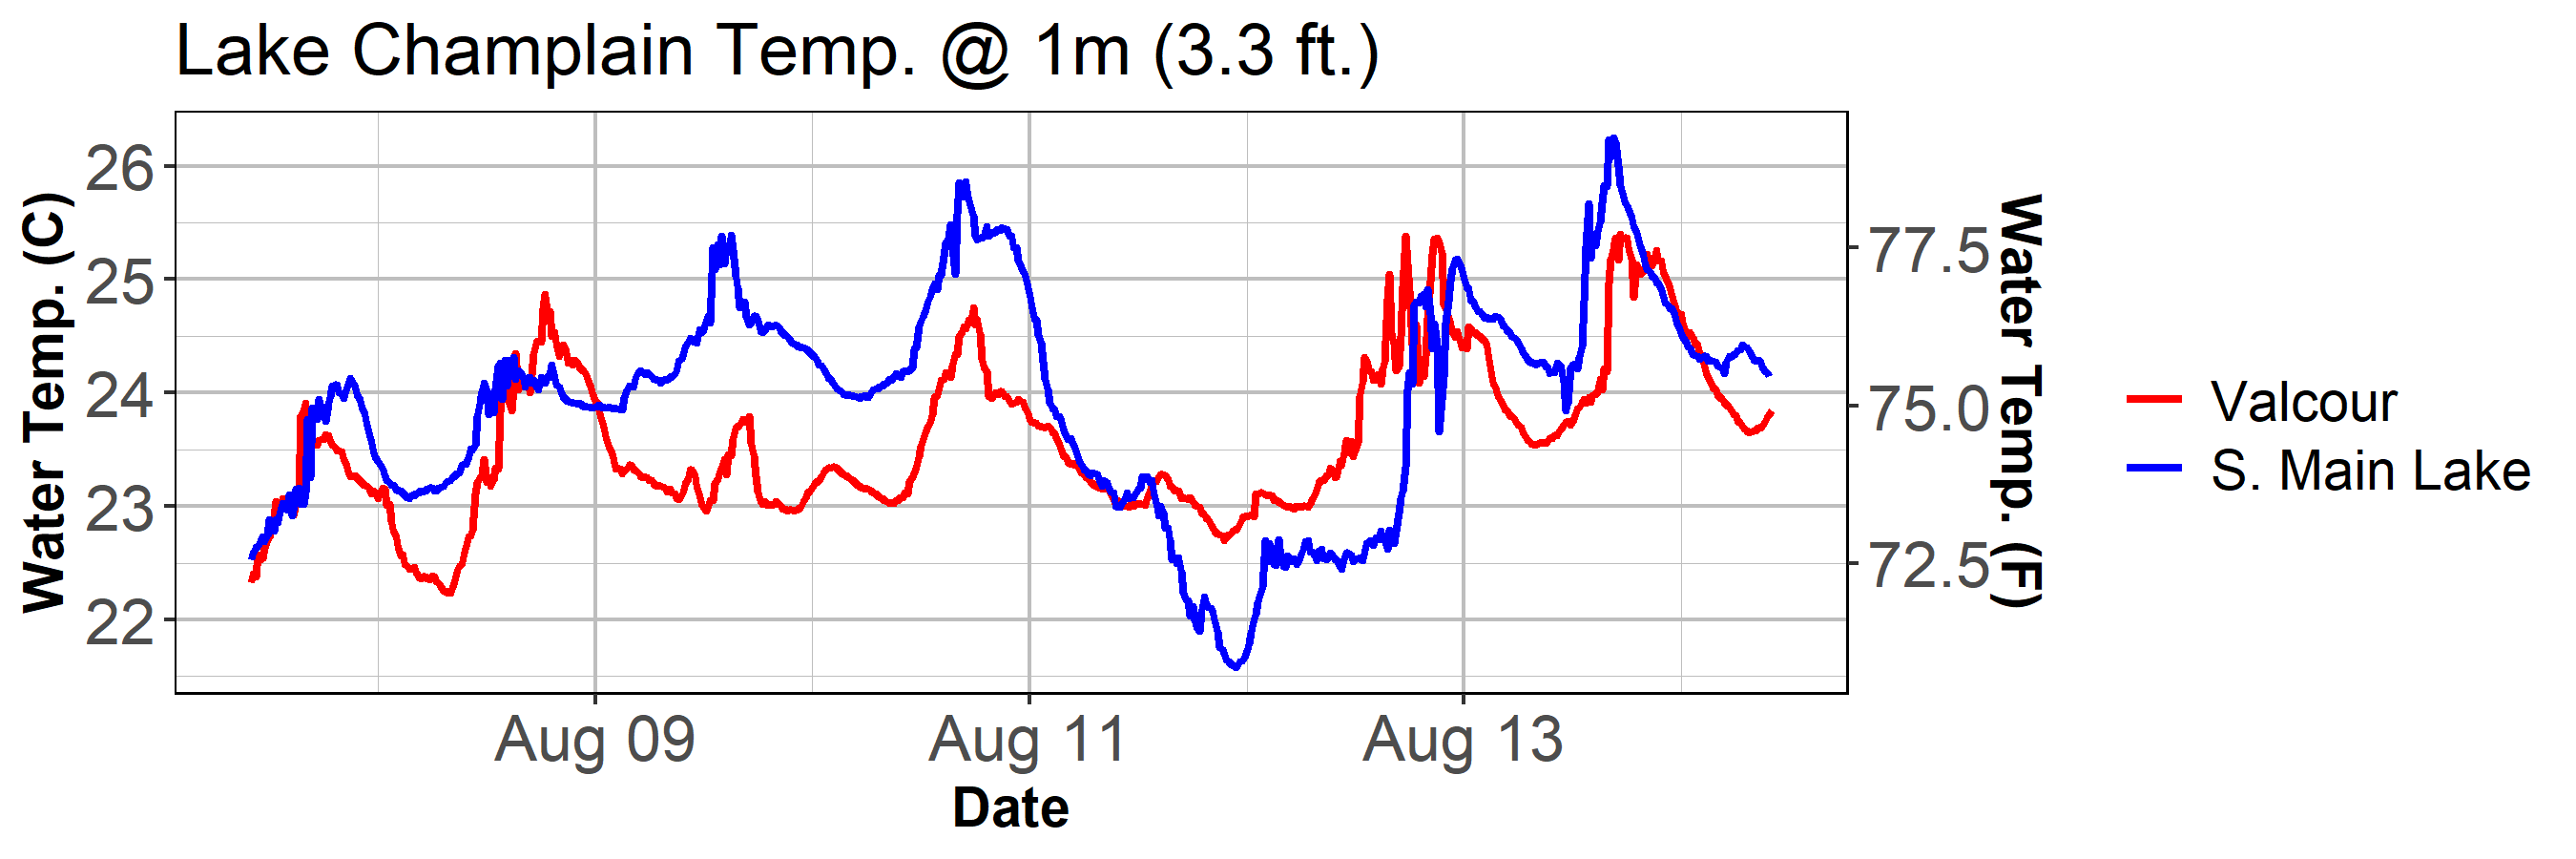 Lake Champlain Temp. @ 1m (3.3 ft.)
Water Temp. (C)
26
25
24
23
22
77.5
75.0
72.5
Water Temp. (F)
Valcour
S. Main Lake
Aug 09
Aug 11
Aug 13
Date